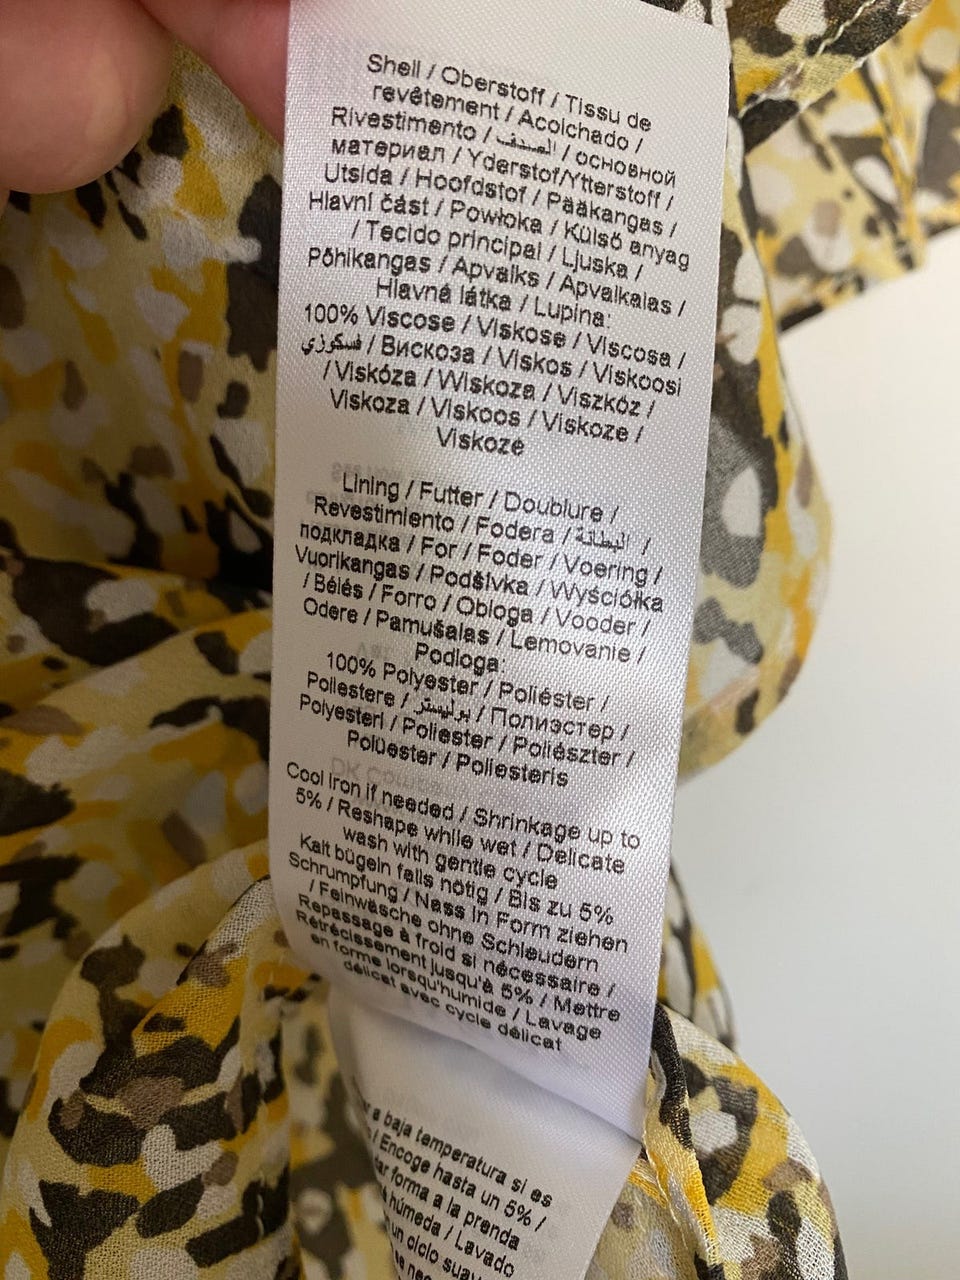 Shell / Oberstoff / Tissu de
revêtement / Acolchado /
Rivestimento / الصدف / основной
материал / Yderstof/Ytterstoff /
Utsida / Hoofdstof / Pääkangas /
Hlavní část / Powłoka / Külső anyag
/ Tecido principal / Ljuska /
Põhikangas / Apvalks / Apvalkalas /
Hlavná látka / Lupina:
100% Viscose / Viskose / Viscosa /
فسكوزي / Вискоза / Viskos / Viskoosi
/ Viskóza / Wiskoza / Viszkóz /
Viskoza / Viskoos / Viskoze /
Viskozė
Lining / Futter / Doublure /
Revestimiento / Fodera / البطانة /
подкладка / For / Foder / Voering /
Vuorikangas / Podšívka / Wyściółka
/ Bélés / Forro / Obloga / Vooder /
Odere / Pamušalas / Lemovanie /
Podloga:
100% Polyester / Poliéster /
Poliestere / بوليستر / Полиэстер /
Polyesteri / Poliester / Poliészter /
Polüester / Poliesteris
Cool iron if needed / Shrinkage up to
5% / Reshape while wet / Delicate
wash with gentle cycle
Kalt bügeln falls nötig / Bis zu 5%
Schrumpfung / Nass in Form ziehen
/ Feinwäsche ohne Schleudern
Repassage à froid si nécessaire /
Rétrécissement jusqu'à 5% / Mettre
en forme lorsqu'humide / Lavage
délicat avec cycle délicat
a baja temperatura si es
/ Encoge hasta un 5% /
forma a la prenda
húmeda / Lavado
un ciclo
se